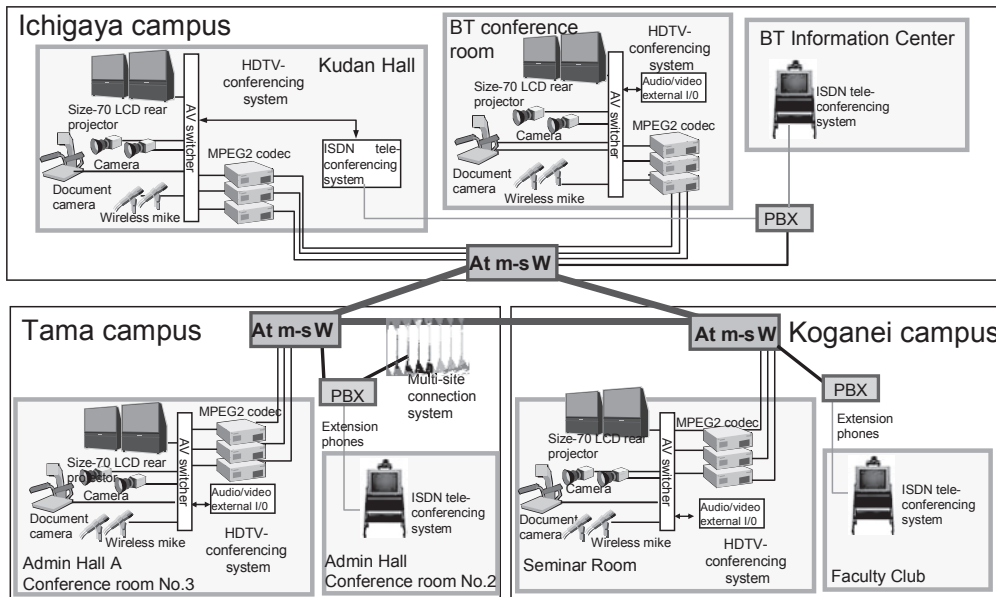 Ichigaya campus
Kudan Hall
HDTV-
conferencing
system
Size-70 LCD rear
projector
Camera
Document
camera
Wireless mike
AV switcher
MPEG2 codec
ISDN tele-
conferencing
system
BT conference
room
HDTV-
conferencing
system
Audio/video
external I/0
Size-70 LCD rear
projector
Camera
Document
camera
Wireless mike
AV switcher
MPEG2 codec
BT Information Center
ISDN tele-
conferencing
system
PBX
At m-s W
Tama campus
At m-s W
PBX
Multi-site
connection
system
Extension
phones
MPEG2 codec
Size-70 LCD rear
projector
Camera
Document
camera
Wireless mike
AV switcher
Audio/video
external I/0
HDTV-
conferencing
system
Admin Hall A
Conference room No.3
ISDN tele-
conferencing
system
Admin Hall
Conference room No.2
At m-s W
Koganei campus
PBX
Extension
phones
MPEG2 codec
Size-70 LCD rear
projector
Camera
Document
camera
Wireless mike
AV switcher
Audio/video
external I/0
HDTV-
conferencing
system
Seminar Room
ISDN tele-
conferencing
system
Faculty Club